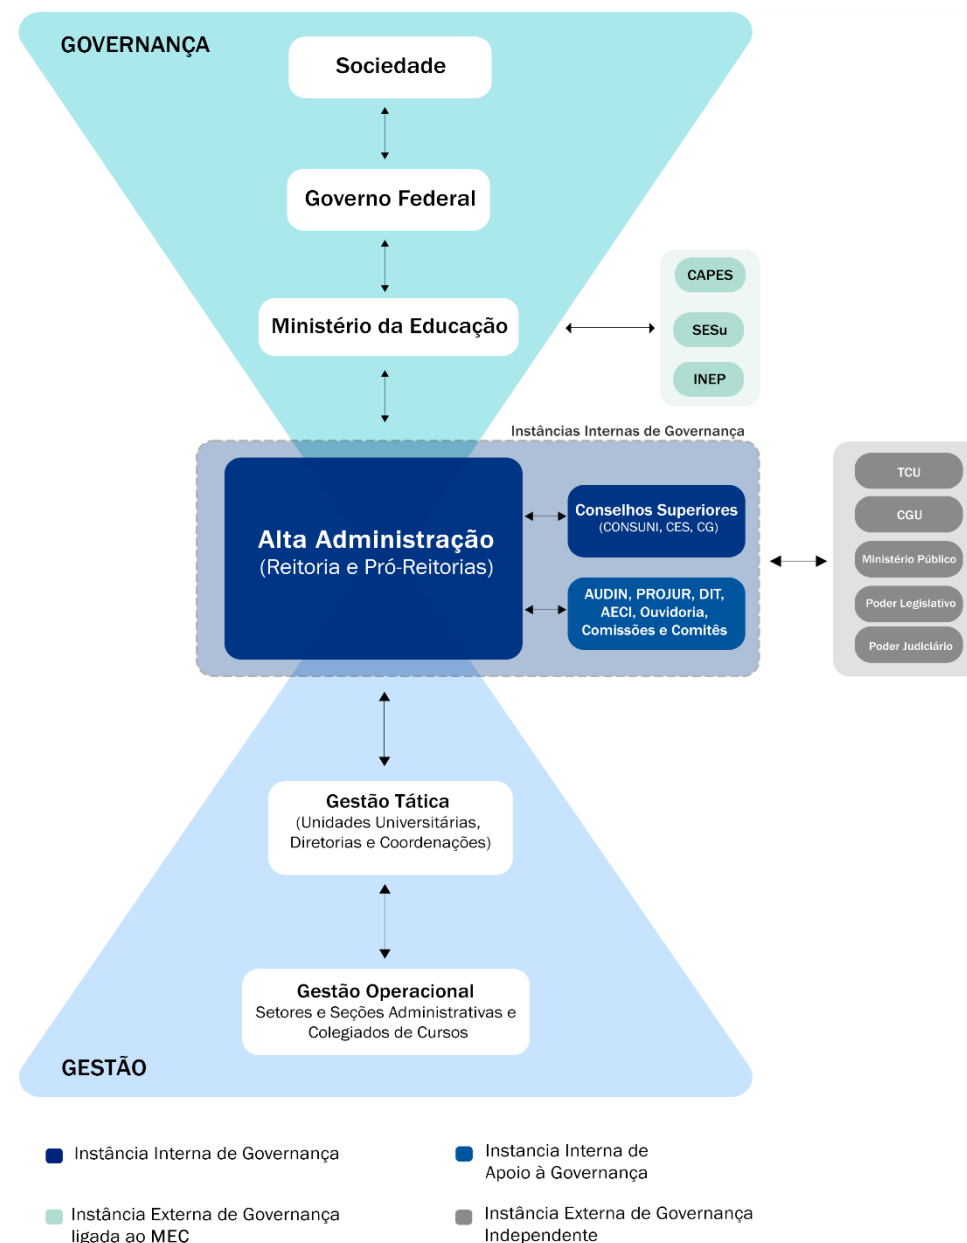 GOVERNANÇA
Sociedade
Governo Federal
Ministério da Educação
CAPES
SESu
INEP
Instâncias Internas de Governança
Alta Administração
(Reitoria e Pró-Reitorias)
Conselhos Superiores
(CONSUNI, CES, CG)
AUDIN, PROJUR, DIT,
AECI, Ouvidoria,
Comissões e Comitês
TCU
CGU
Ministério Público
Poder Legislativo
Poder Judiciário
Gestão Tática
(Unidades Universitárias,
Diretorias e Coordenações)
Gestão Operacional
Setores e Seções Administrativas e
Colegiados de Cursos
GESTÃO
Instância Interna de Governança
Instancia Interna de
Apoio à Governança
Instância Externa de Governança
ligada ao MEC
Instância Externa de Governança
Independente